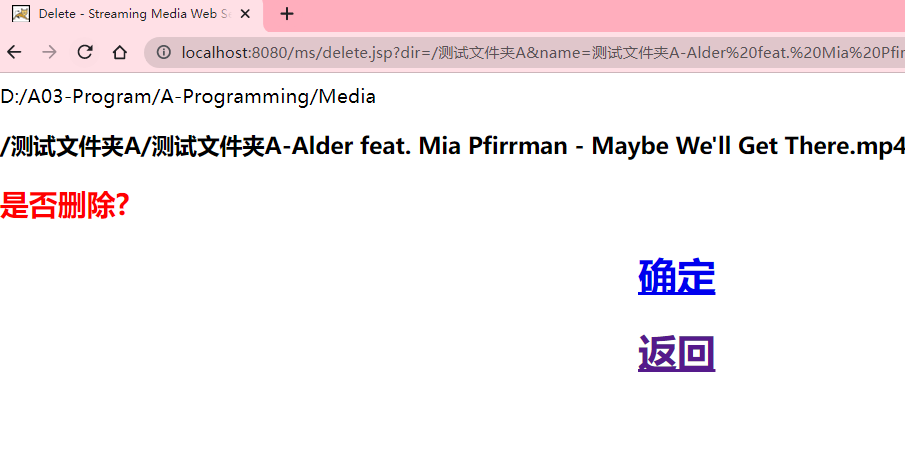 Delete - Streaming Media Web Se
localhost:8080/ms/delete.jsp?dir=/测试文件夹A&name=测试文件夹A-Alder%20feat.%20Mia%20Pfir
D:/A03-Program/A-Programming/Media
/测试文件夹A/测试文件夹A-Alder feat. Mia Pfirrman - Maybe We'll Get There.mp4
是否删除?
确定
返回